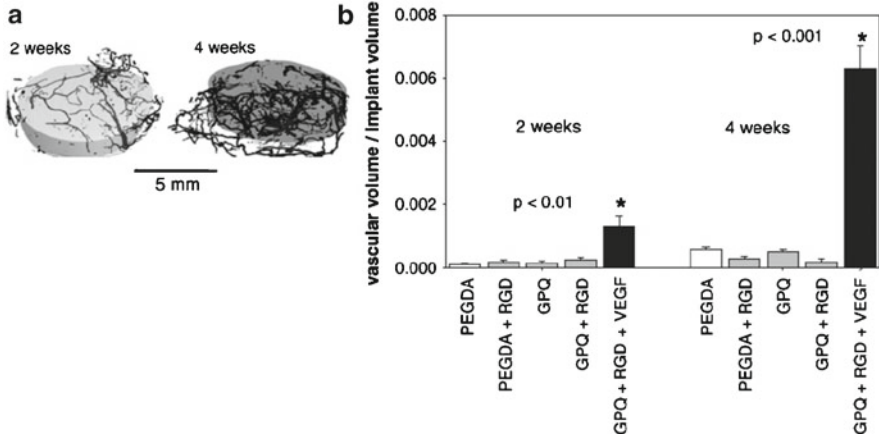 a
2 weeks
4 weeks
5 mm
b
vascular volume / Implant volume
0.008
0.006
0.004
0.002
0.000
2 weeks
p < 0.01
*
4 weeks
p < 0.001
*
PEGDA
PEGDA + RGD
GPQ
GPQ + RGD
GPQ + RGD + VEGF
PEGDA
PEGDA + RGD
GPQ
GPQ + RGD
GPQ + RGD + VEGF